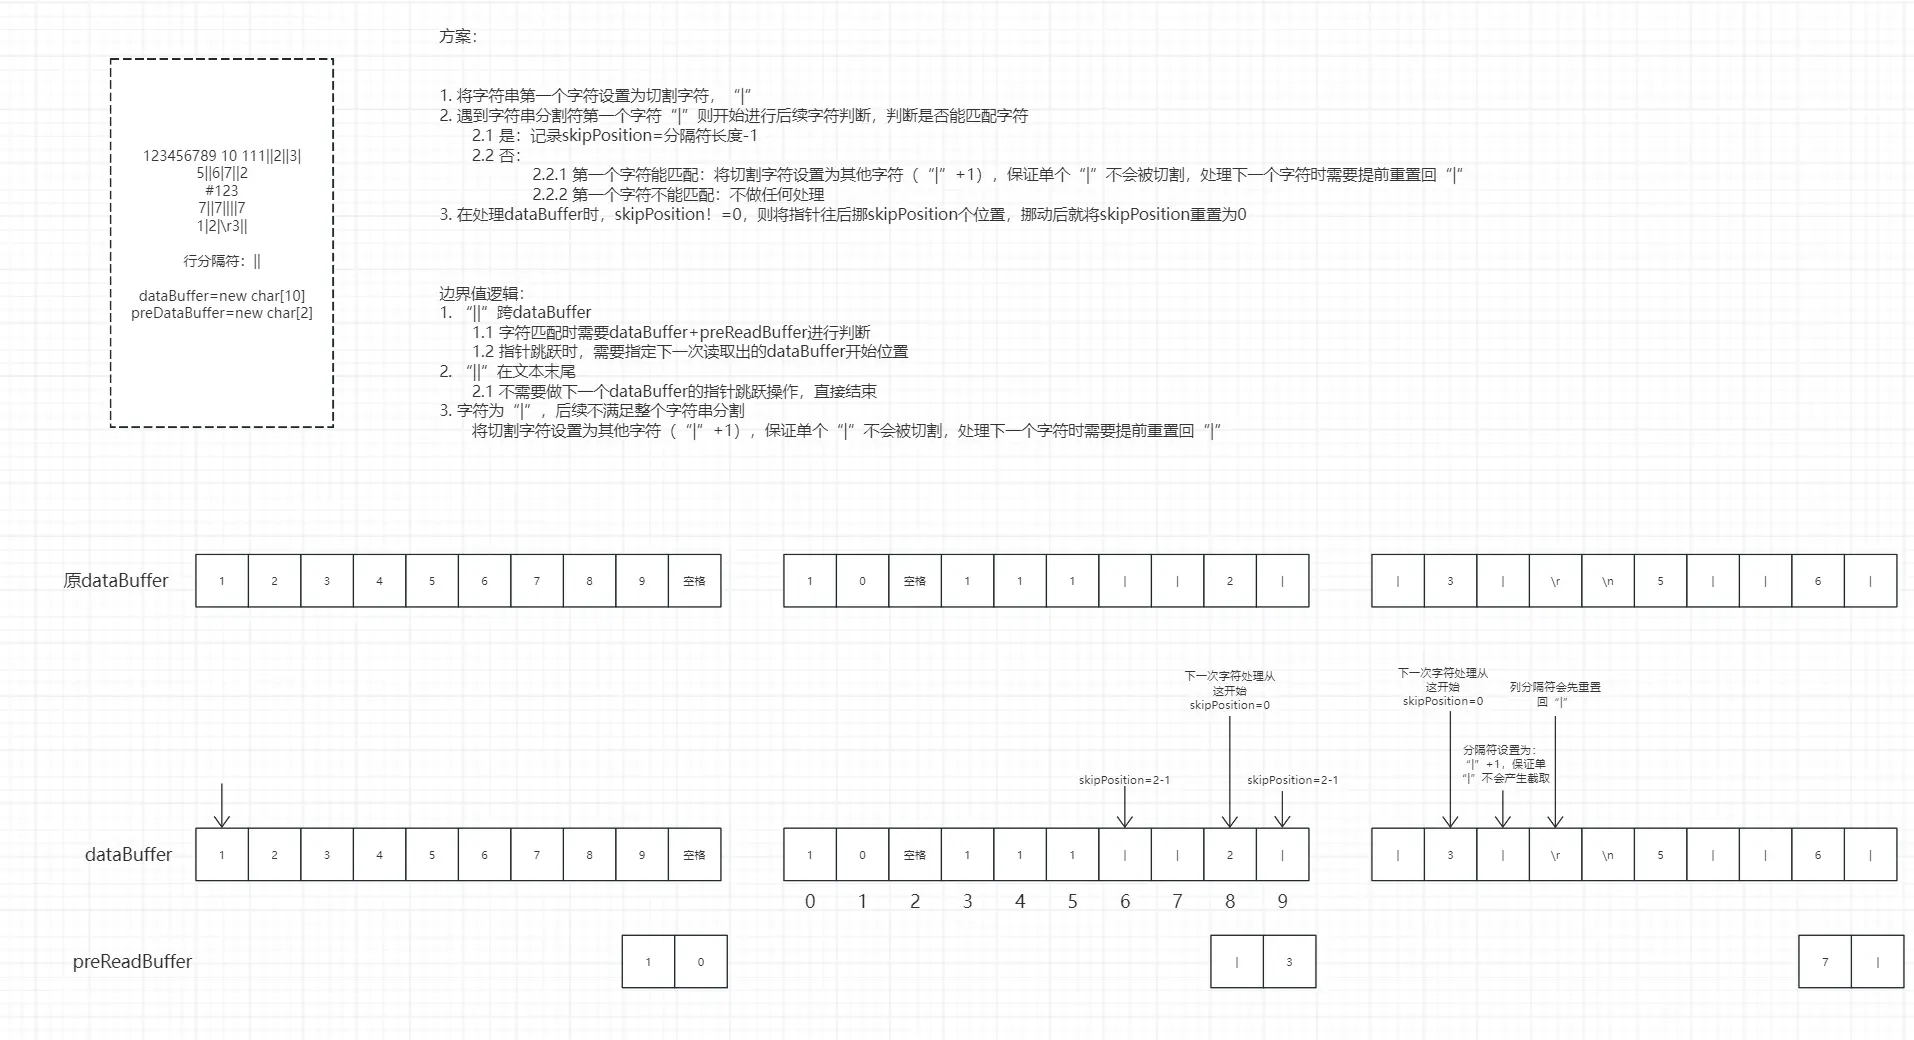 方案：
1. 将字符串第一个字符设置为切割字符，“|”
2. 遇到字符串分割符第一个字符“|”则开始进行后续字符判断，判断是否能匹配字符
2.1 是：记录skipPosition=分隔符长度-1
2.2 否：
2.2.1 第一个字符能匹配：将切割字符设置为其他字符（“|”+1），保证单个“|”不会被切割，处理下一个字符时需要提前重置回“|”
2.2.2 第一个字符不能匹配：不做任何处理
3. 在处理dataBuffer时，skipPosition！=0，则将指针往后挪skipPosition个位置，挪动后就将skipPosition重置为0
123456789 10 111||2||3|
5||6|7||2
#123
7||7||||7
1|2|\r3||
行分隔符：||
dataBuffer=new char[10]
preDataBuffer=new char[2]
边界值逻辑：
1. “||”跨dataBuffer
1.1 字符匹配时需要dataBuffer+preReadBuffer进行判断
1.2 指针跳跃时，需要指定下一次读取出的dataBuffer开始位置
2. “||”在文本末尾
2.1 不需要做下一个dataBuffer的指针跳跃操作，直接结束
3. 字符为“|”，后续不满足整个字符串分割
将切割字符设置为其他字符（“|”+1），保证单个“|”不会被切割，处理下一个字符时需要提前重置回“|”
原dataBuffer 1 2 3 4 5 6 7 8 9 空格 1 0 空格 1 1 1 | | 2 | | 3 | \r \n 5 | | 6 |
下一次字符处理从
这开始
skipPosition=0
下一次字符处理从
这开始
skipPosition=0
列分隔符会先重置
回“|”
分隔符设置为：
“|”+1，保证单
“|”不会产生截取
skipPosition=2-1
skipPosition=2-1
dataBuffer 1 2 3 4 5 6 7 8 9 空格 1 0 空格 1 1 1 | | 2 | | 3 | \r \n 5 | | 6 |
0 1 2 3 4 5 6 7 8 9
preReadBuffer 1 0 | 3 7 |